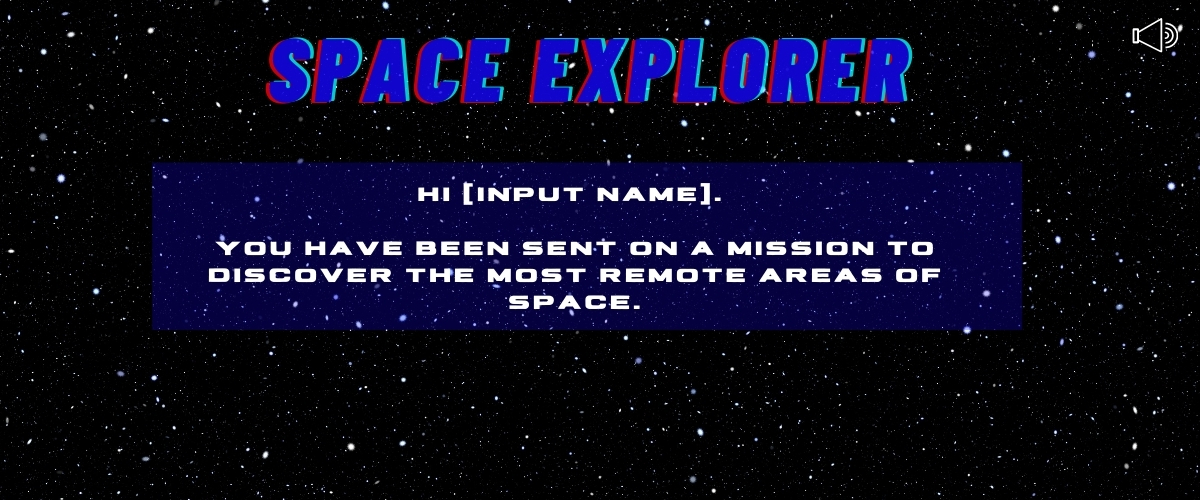 SPACE EXPLORER
HI [INPUT NAME].
YOU HAVE BEEN SENT ON A MISSION TO
DISCOVER THE MOST REMOTE AREAS OF
SPACE.